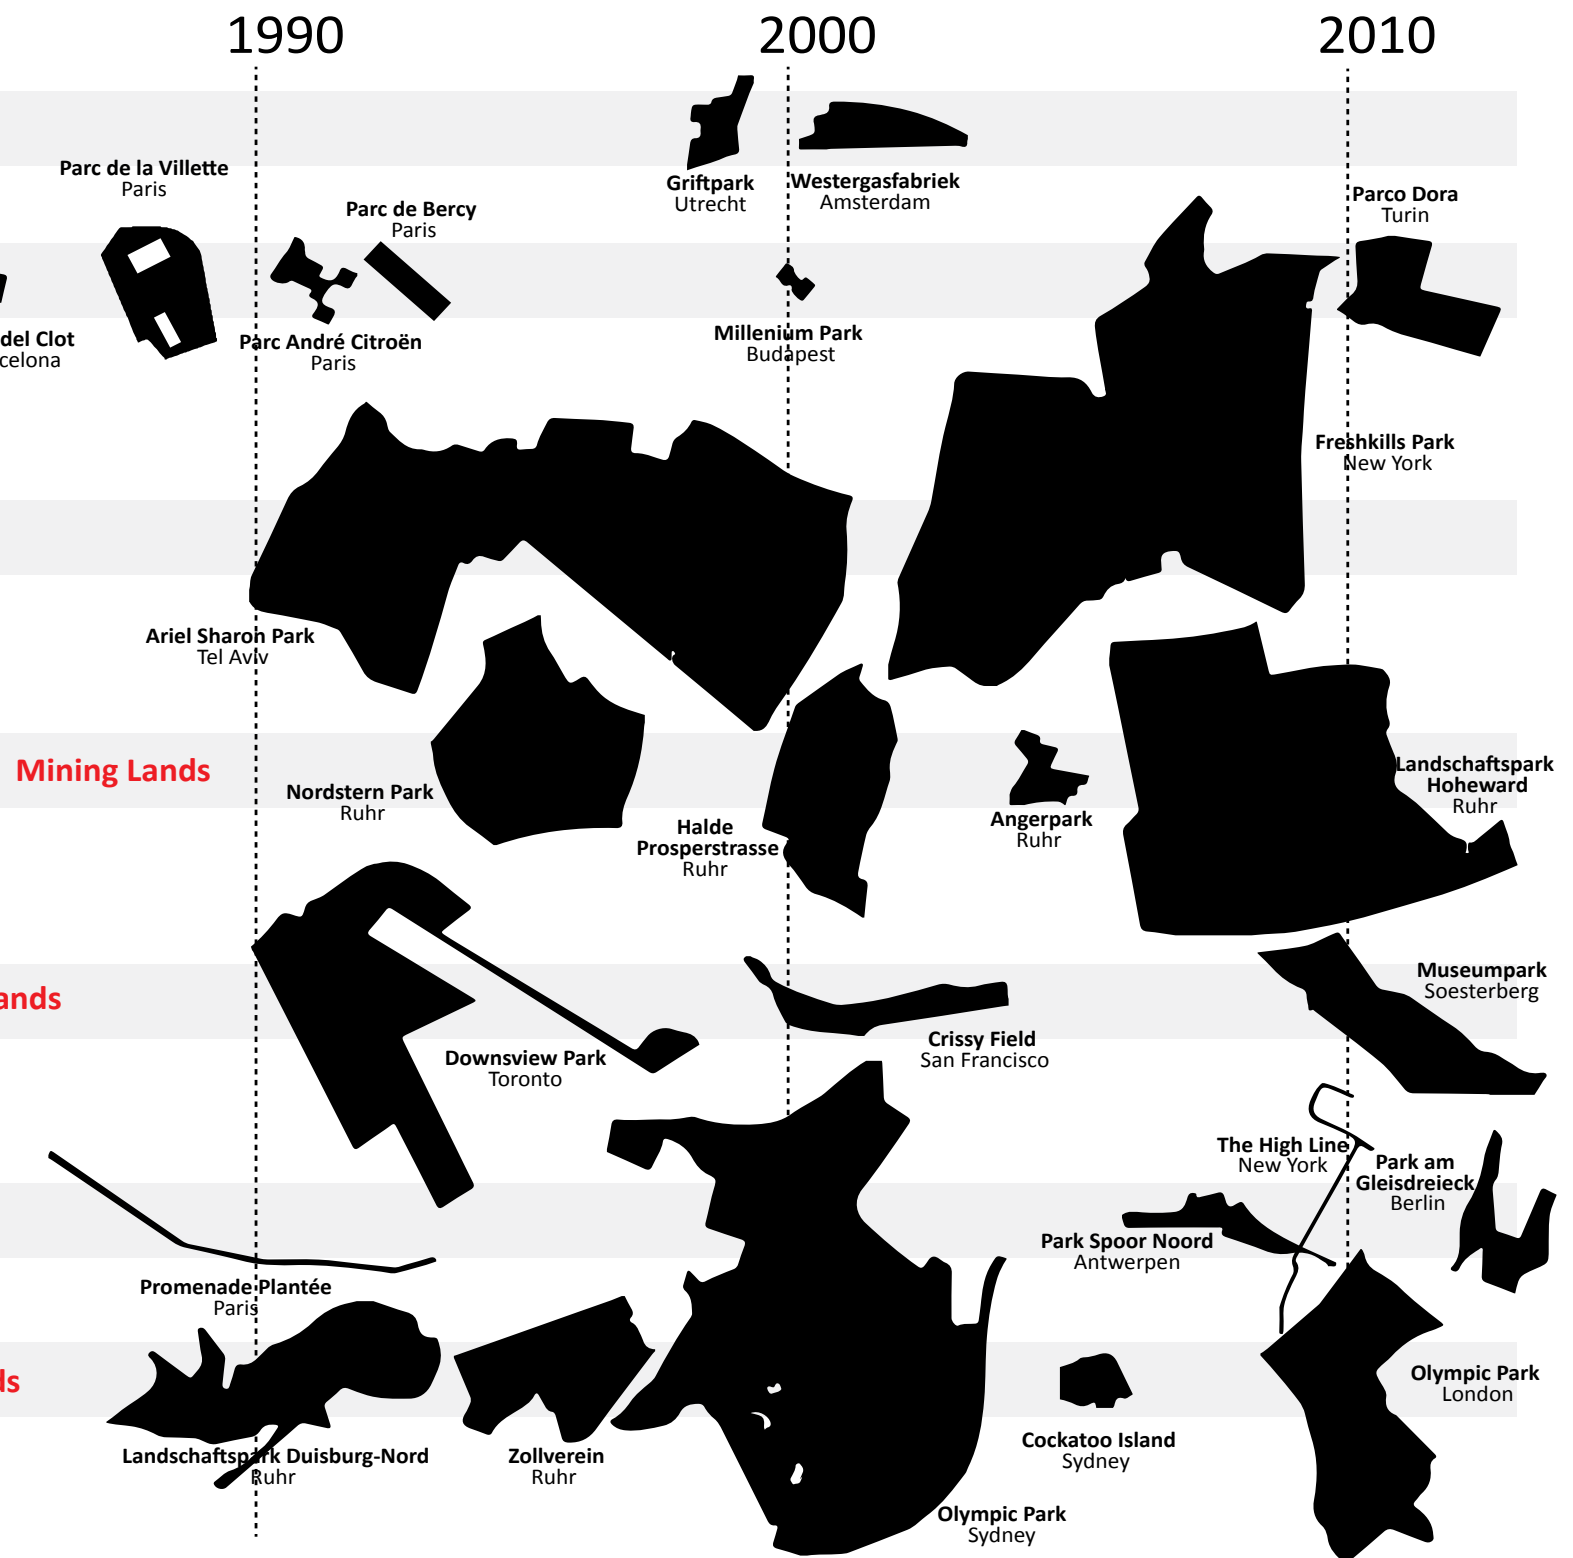 1990
2000
2010
Parc de la Villette
Paris
Parc de Bercy
Paris
Griftpark
Utrecht
Westergasfabriek
Amsterdam
Parco Dora
Turin
del Clot
celona
Parc André Citroën
Paris
Millenium Park
Budapest
Freshkills Park
New York
Ariel Sharon Park
Tel Aviv
Mining Lands
Nordstern Park
Ruhr
Halde
Prosperstrasse
Ruhr
Angerpark
Ruhr
Landschaftspark
Hoheward
Ruhr
ands
Downsview Park
Toronto
Crissy Field
San Francisco
Museumpark
Soesterberg
The High Line
New York
Park am
Gleisdreieck
Berlin
Park Spoor Noord
Antwerpen
Promenade Plantée
Paris
ds
Landschaftspark Duisburg-Nord
Ruhr
Zollverein
Ruhr
Cockatoo Island
Sydney
Olympic Park
London
Olympic Park
Sydney